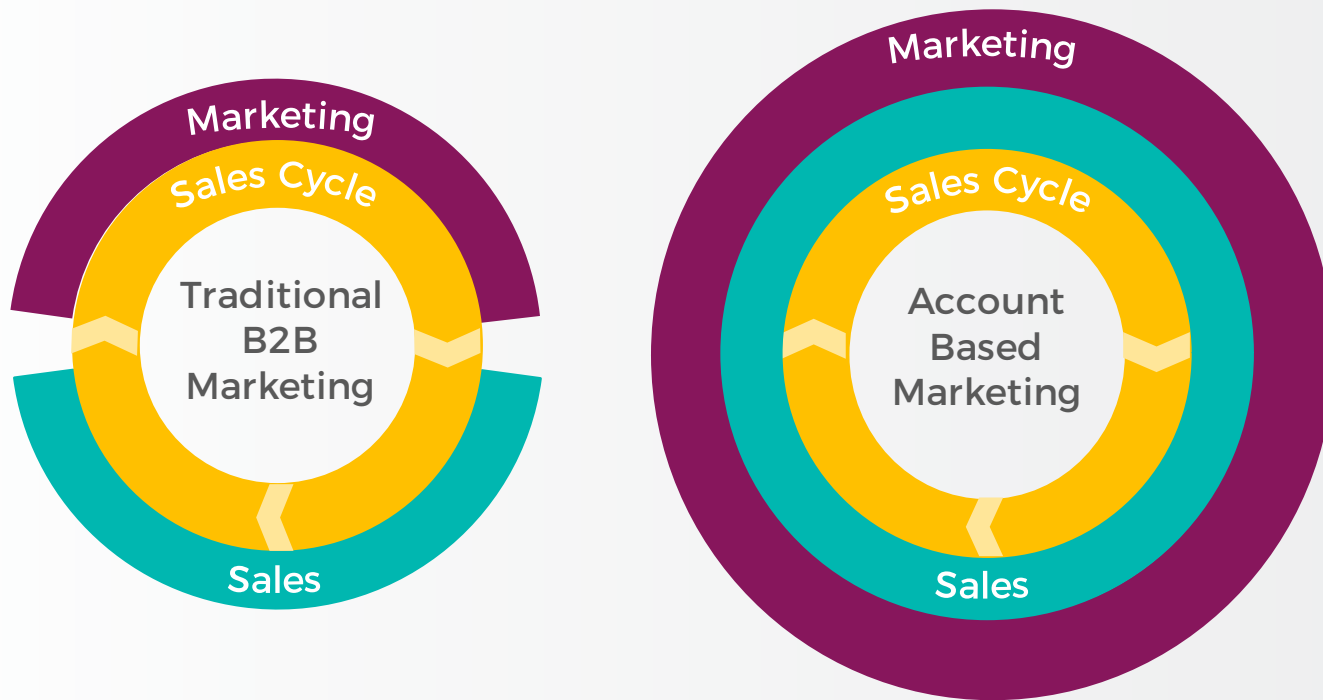 Marketing
Sales Cycle
Traditional
B2B
Marketing
Sales
Marketing
Sales Cycle
Account
Based
Marketing
Sales